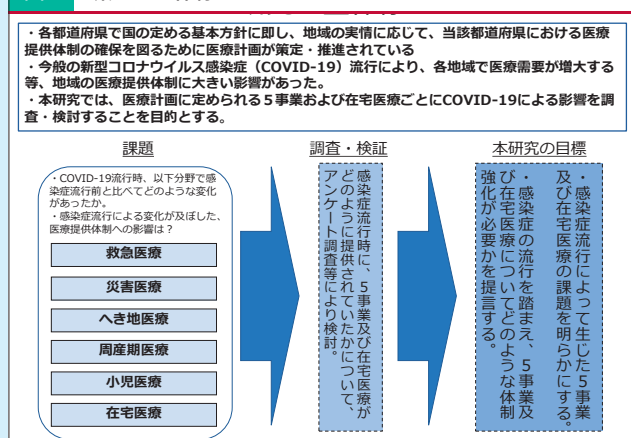 ・各都道府県で国の定める基本方針に即し、地域の実情に応じて、当該都道府県における医療
提供体制の確保を図るために医療計画が策定・推進されている
・今般の新型コロナウイルス感染症（COVID-19）流行により、各地域で医療需要が増大する
等、地域の医療提供体制に大きい影響があった。
・本研究では、医療計画に定められる５事業および在宅医療ごとにCOVID-19による影響を調
査・検討することを目的とする。
課題
・COVID-19流行時、以下分野で感
染症流行前と比べてどのような変化
があったか。
・感染症流行による変化が及ぼした、
医療提供体制への影響は？
救急医療
災害医療
へき地医療
周産期医療
小児医療
在宅医療
調査・検証
感染症流行時に、５事業及び在宅医療が
どのように提供されていたかについて、
アンケート調査等により検討。
本研究の目標
・感染症流行によって生じた５事業
及び在宅医療の課題を明らかにする。
・感染症の流行を踏まえ、５事業及
び在宅医療についてどのような体制
強化が必要かを提言する。